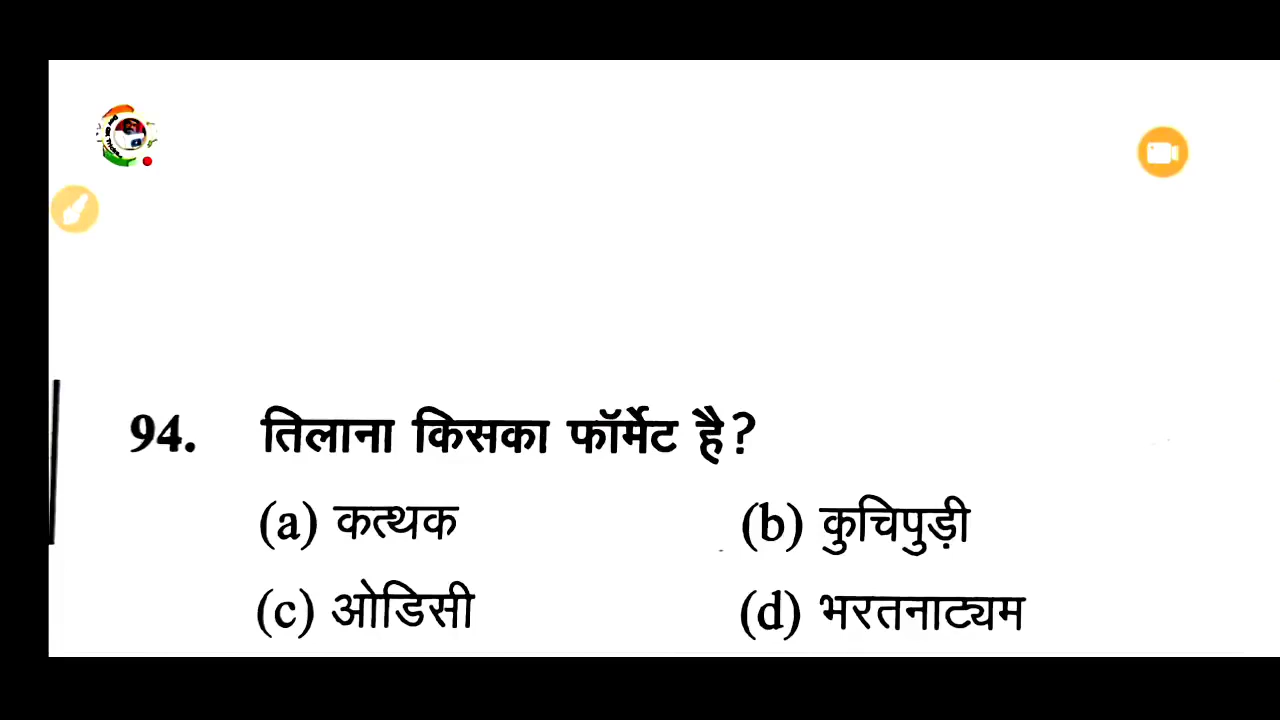 94. तिलाना किसका फॉर्मेट है?
(a) कत्थक (b) कुचिपुड़ी
(c) ओडिसी (d) भरतनाट्यम